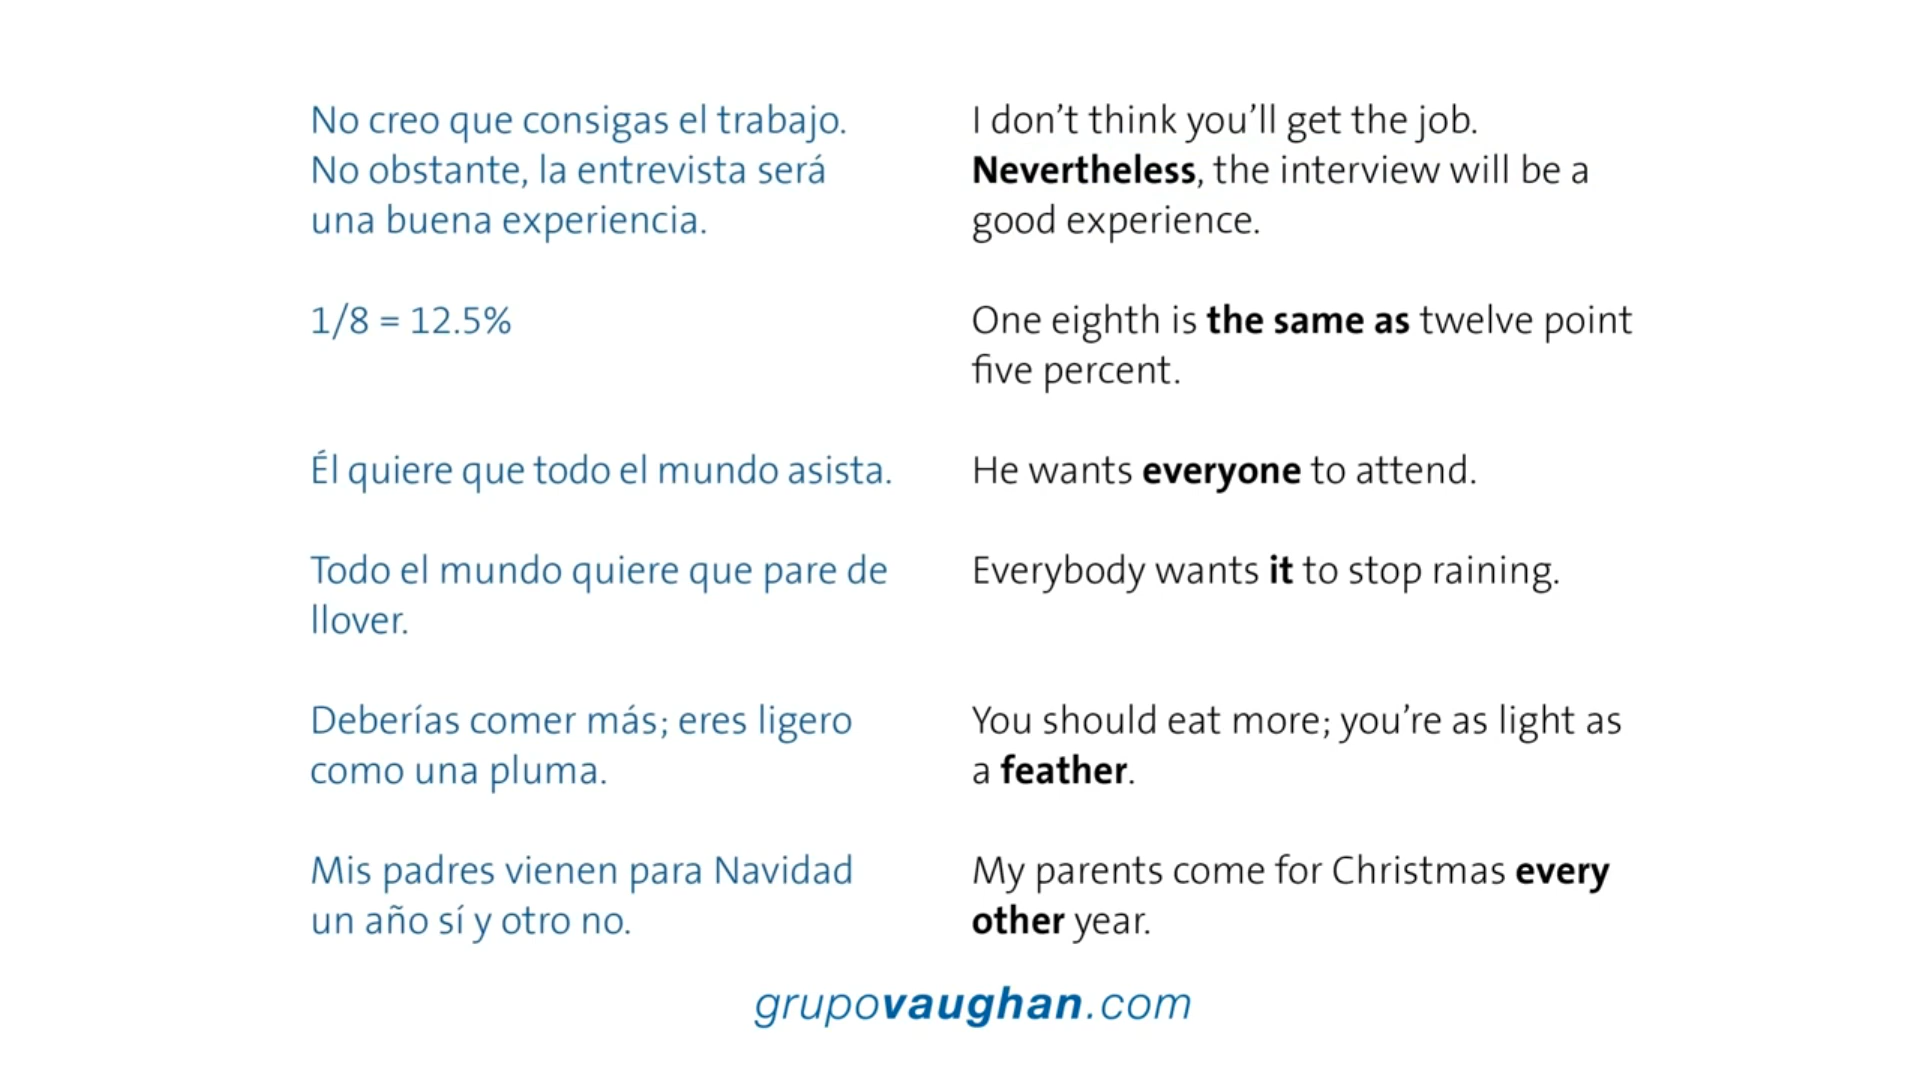 No creo que consigas el trabajo.
No obstante, la entrevista será
una buena experiencia.
I don’t think you’ll get the job.
Nevertheless, the interview will be a
good experience.
1/8 = 12.5%
One eighth is the same as twelve point
five percent.
Él quiere que todo el mundo asista.
He wants everyone to attend.
Todo el mundo quiere que pare de
llover.
Everybody wants it to stop raining.
Deberías comer más; eres ligero
como una pluma.
You should eat more; you’re as light as
a feather.
Mis padres vienen para Navidad
un año sí y otro no.
My parents come for Christmas every
other year.
grupovaughan.com